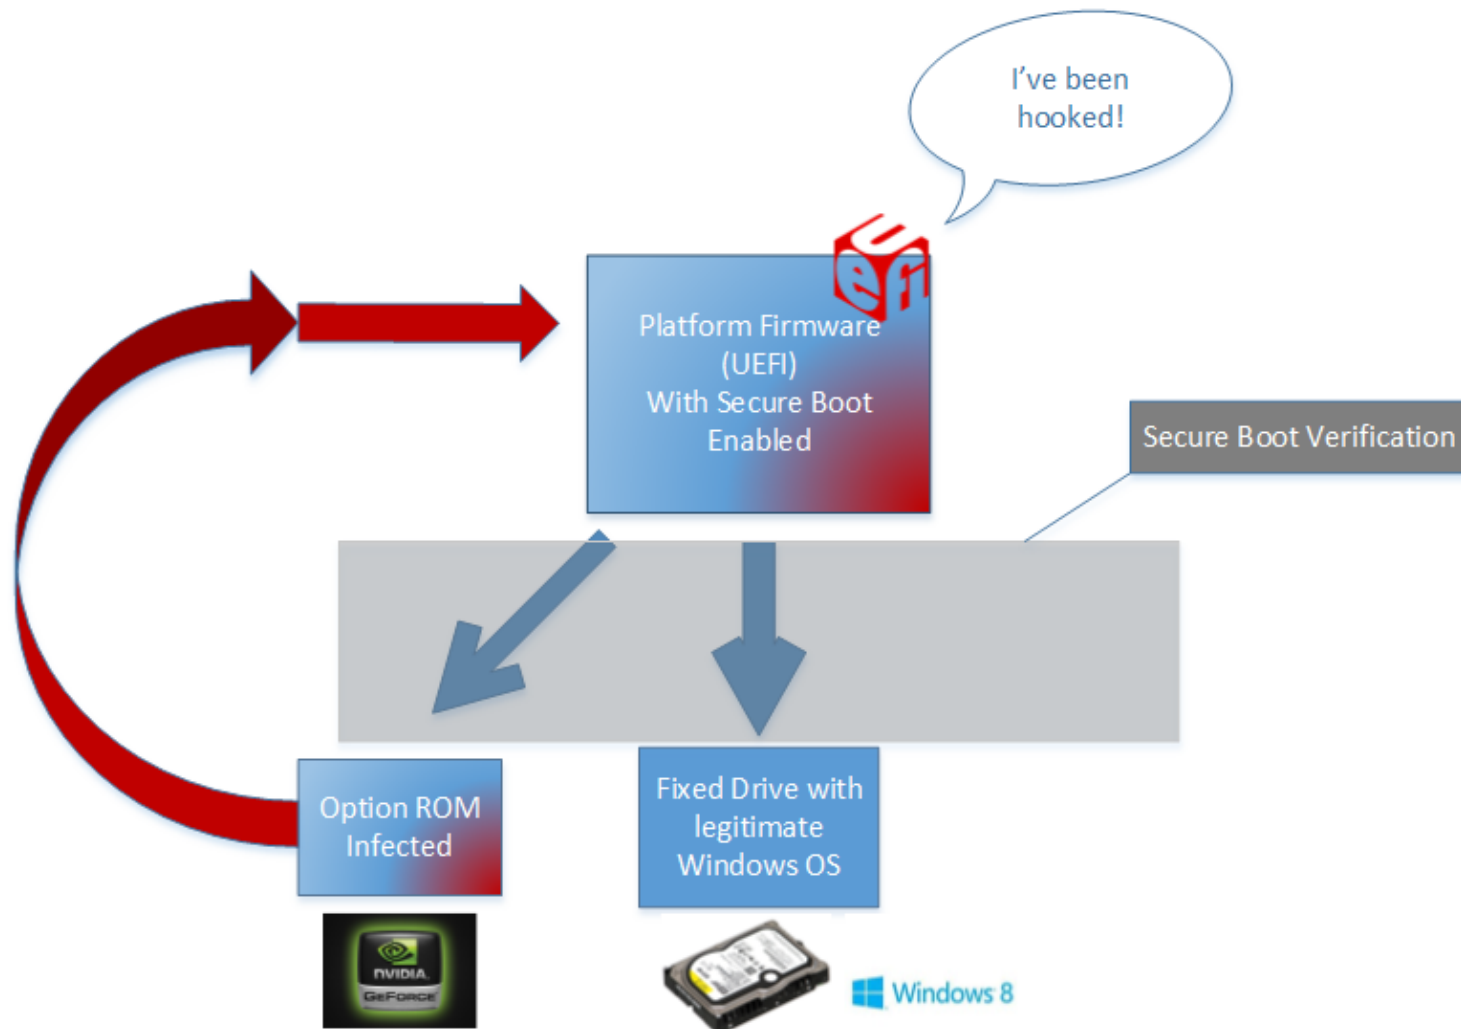 I've been
hooked!
uefi
Platform Firmware
(UEFI)
With Secure Boot
Enabled
Secure Boot Verification
Option ROM
Infected
Fixed Drive with
legitimate
Windows OS
NVIDIA.
GEFORCE
Windows 8